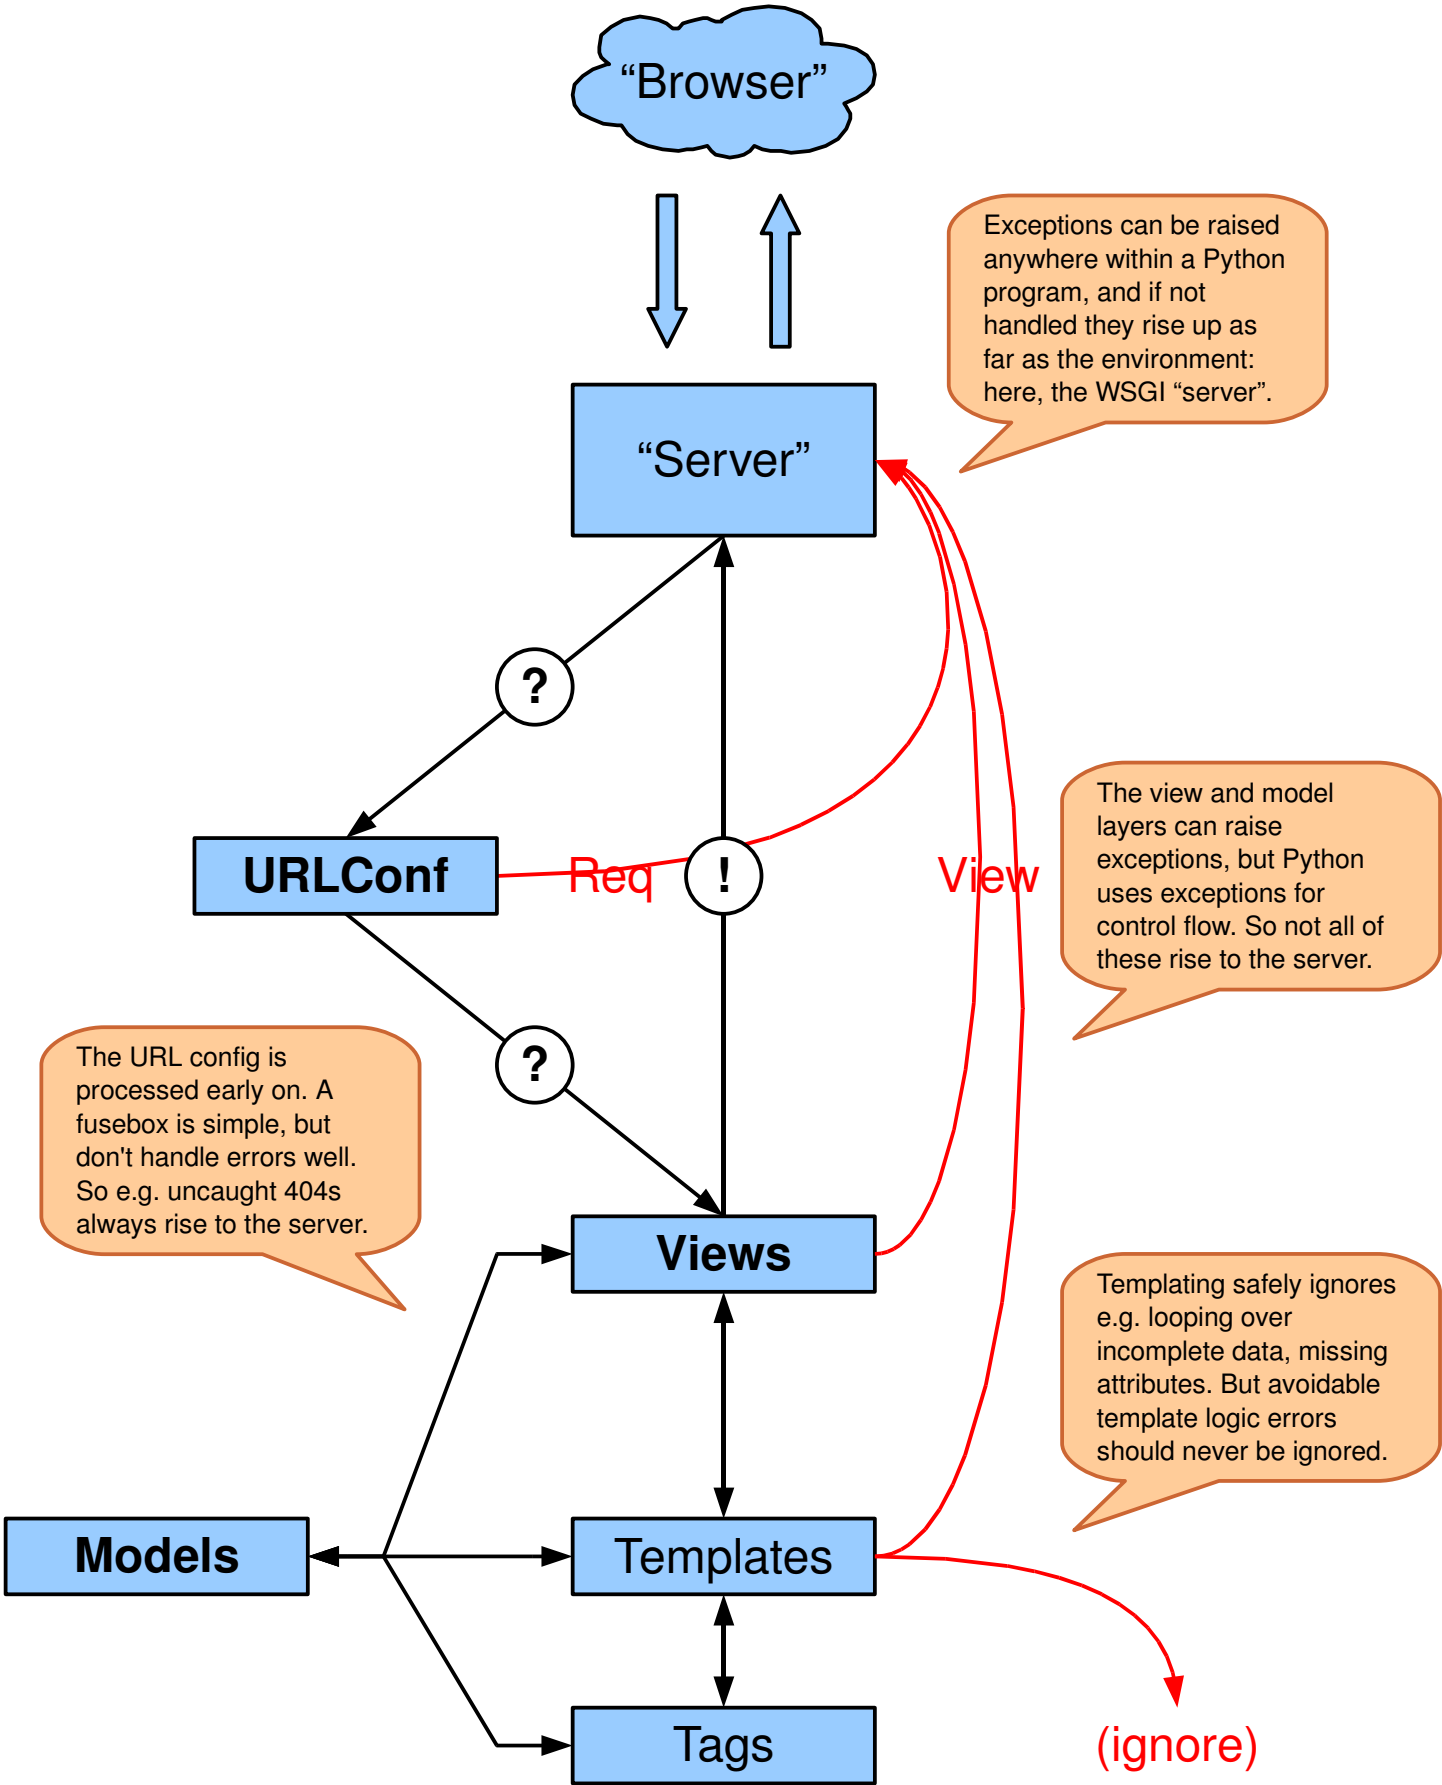 “Browser”
Exceptions can be raised
anywhere within a Python
program, and if not
handled they rise up as
far as the environment:
here, the WSGI “server”.
“Server”
?
The view and model
layers can raise
exceptions, but Python
uses exceptions for
control flow. So not all of
these rise to the server.
URLConf
Req
!
View
The URL config is
processed early on. A
fusebox is simple, but
don't handle errors well.
So e.g. uncaught 404s
always rise to the server.
?
Views
Templating safely ignores
e.g. looping over
incomplete data, missing
attributes. But avoidable
template logic errors
should never be ignored.
Models
Templates
Tags
(ignore)